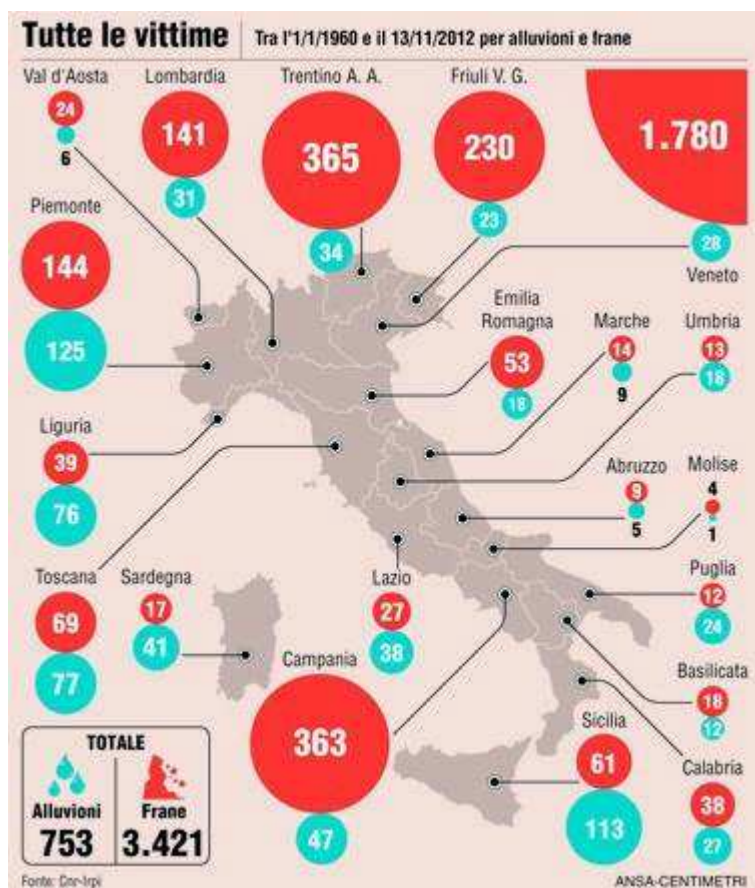 Tutte le vittime
Tra l'1/1/1960 e il 13/11/2012 per alluvioni e frane
Val d'Aosta
24
6
Lombardia
141
31
Trentino A. A.
365
34
Friuli V. G.
230
23
1.780
28
Veneto
Piemonte
144
125
Emilia
Romagna
53
18
Marche
14
9
Umbria
13
18
Liguria
39
76
Abruzzo
9
5
Molise
4
1
Toscana
69
77
Sardegna
17
41
Lazio
27
38
Puglia
12
24
Campania
363
47
Basilicata
18
12
Sicilia
61
113
Calabria
38
27
TOTALE
Alluvioni
753
Frane
3.421
Fonte: Cnr-Irpi
ANSA-CENTIMETRI